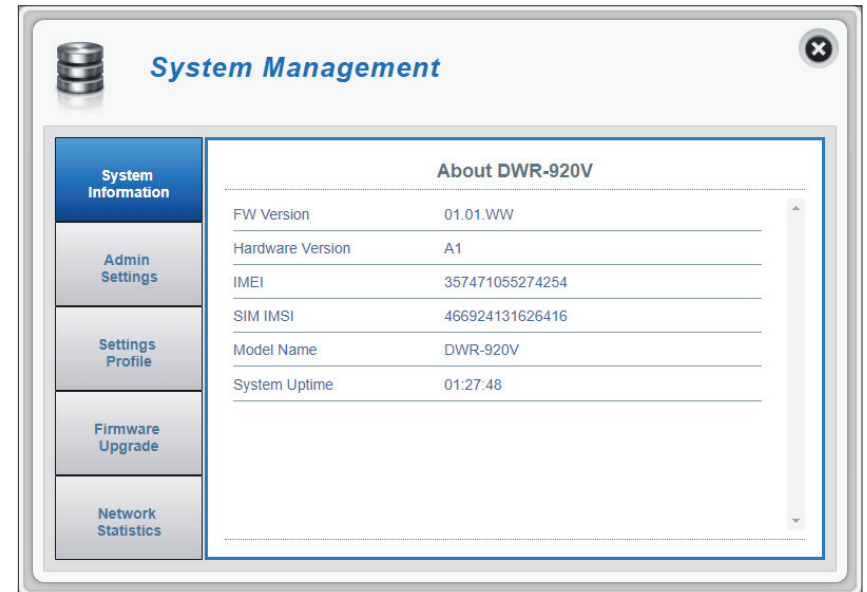 System Management
System
Information
Admin
Settings
Settings
Profile
Firmware
Upgrade
Network
Statistics
About DWR-920V
FW Version 01.01.WW
Hardware Version A1
IMEI 357471055274254
SIM IMSI 466924131626416
Model Name DWR-920V
System Uptime 01:27:48